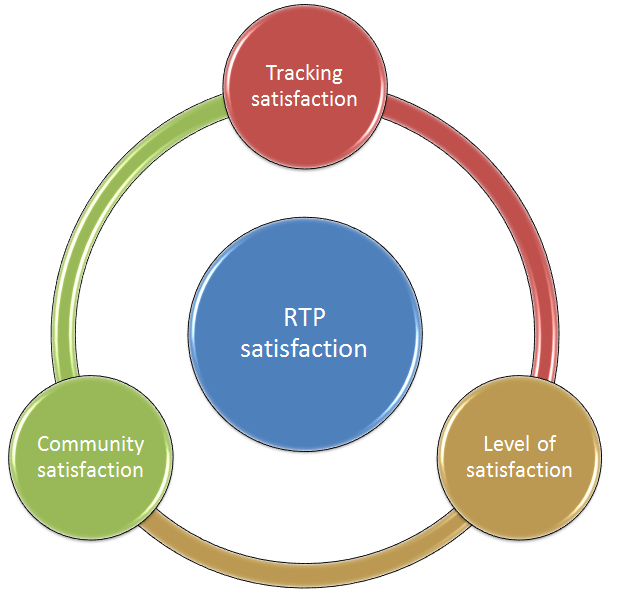 Tracking
satisfaction
RTP
satisfaction
Community
satisfaction
Level of
satisfaction